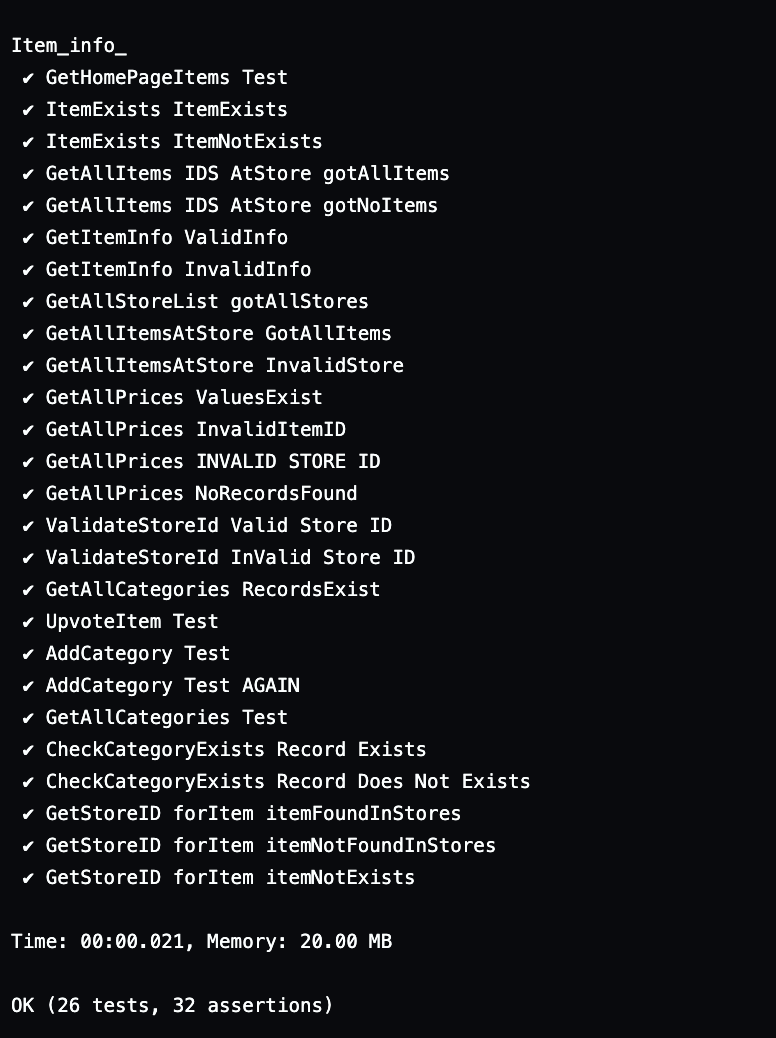 Item_info_
✔ GetHomePageItems Test
✔ ItemExists ItemExists
✔ ItemExists ItemNotExists
✔ GetAllItems IDS AtStore gotAllItems
✔ GetAllItems IDS AtStore gotNoItems
✔ GetItemInfo ValidInfo
✔ GetItemInfo InvalidInfo
✔ GetAllStoreList gotAllStores
✔ GetAllItemsAtStore GotAllItems
✔ GetAllItemsAtStore InvalidStore
✔ GetAllPrices ValuesExist
✔ GetAllPrices InvalidItemID
✔ GetAllPrices INVALID STORE ID
✔ GetAllPrices NoRecordsFound
✔ ValidateStoreId Valid Store ID
✔ ValidateStoreId InValid Store ID
✔ GetAllCategories RecordsExist
✔ UpvoteItem Test
✔ AddCategory Test
✔ AddCategory Test AGAIN
✔ GetAllCategories Test
✔ CheckCategoryExists Record Exists
✔ CheckCategoryExists Record Does Not Exists
✔ GetStoreID forItem itemFoundInStores
✔ GetStoreID forItem itemNotFoundInStores
✔ GetStoreID forItem itemNotExists
Time: 00:00.021, Memory: 20.00 MB
OK (26 tests, 32 assertions)